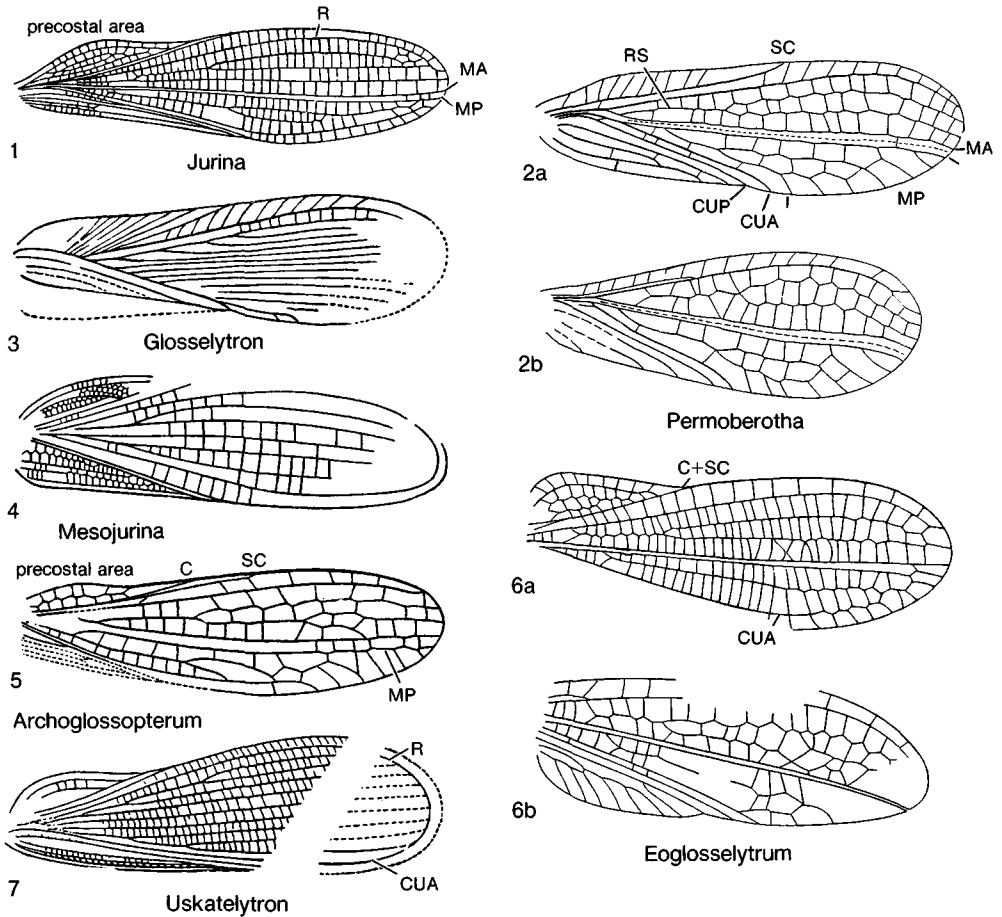 precostal area
R
MA
MP
1
Jurina
RS
SC
MA
2a
MP
CUP
CUA
3
Glosselytron
2b
Permoberotha
4
Mesojurina
C+SC
6a
CUA
precostal area
C
SC
5
MP
Archoglossopterum
R
7
CUA
Uskatelytron
6b
Eoglosselytrum